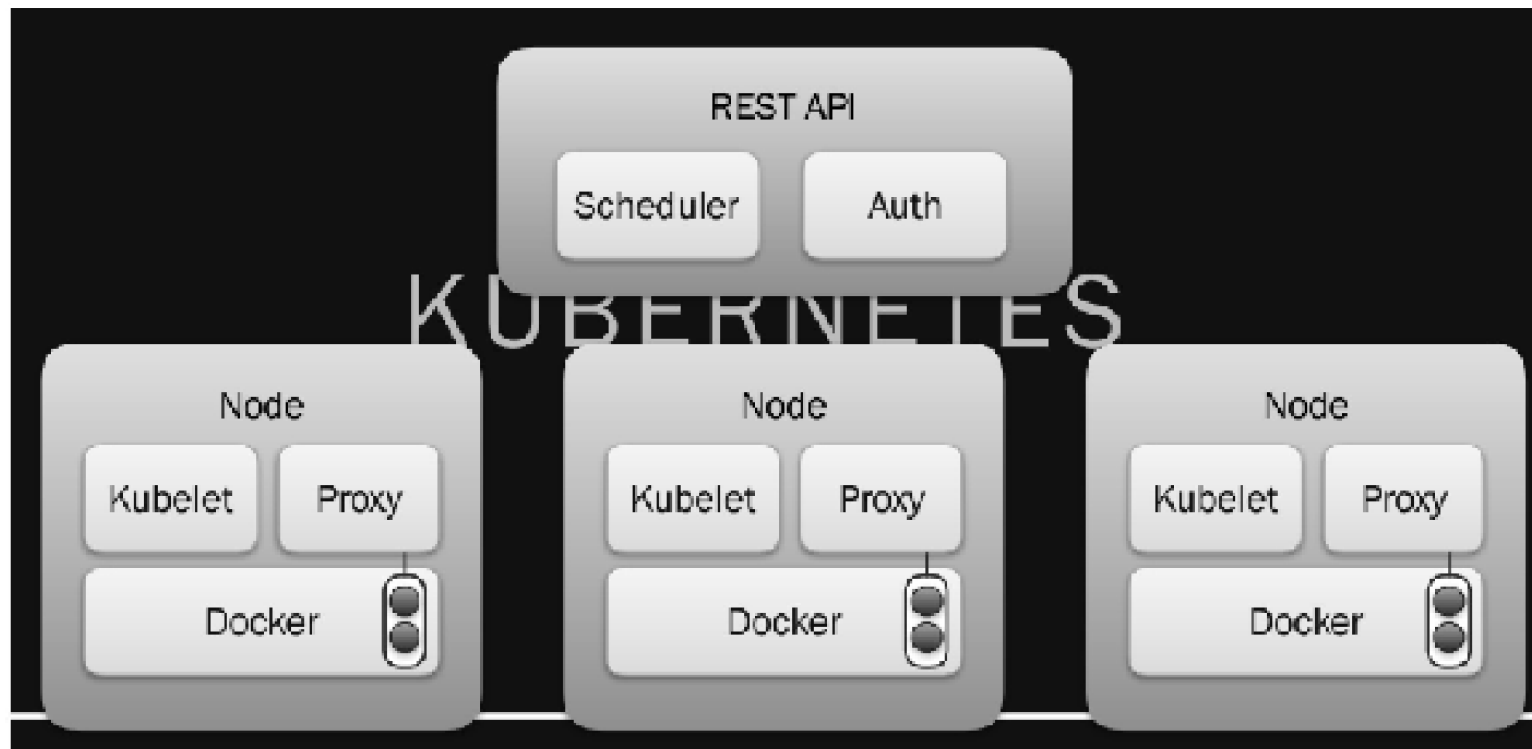 REST API
Scheduler Auth
KUBERNETES
Node Node Node
Kubelet Proxy Kubelet Proxy Kubelet Proxy
Docker Docker Docker